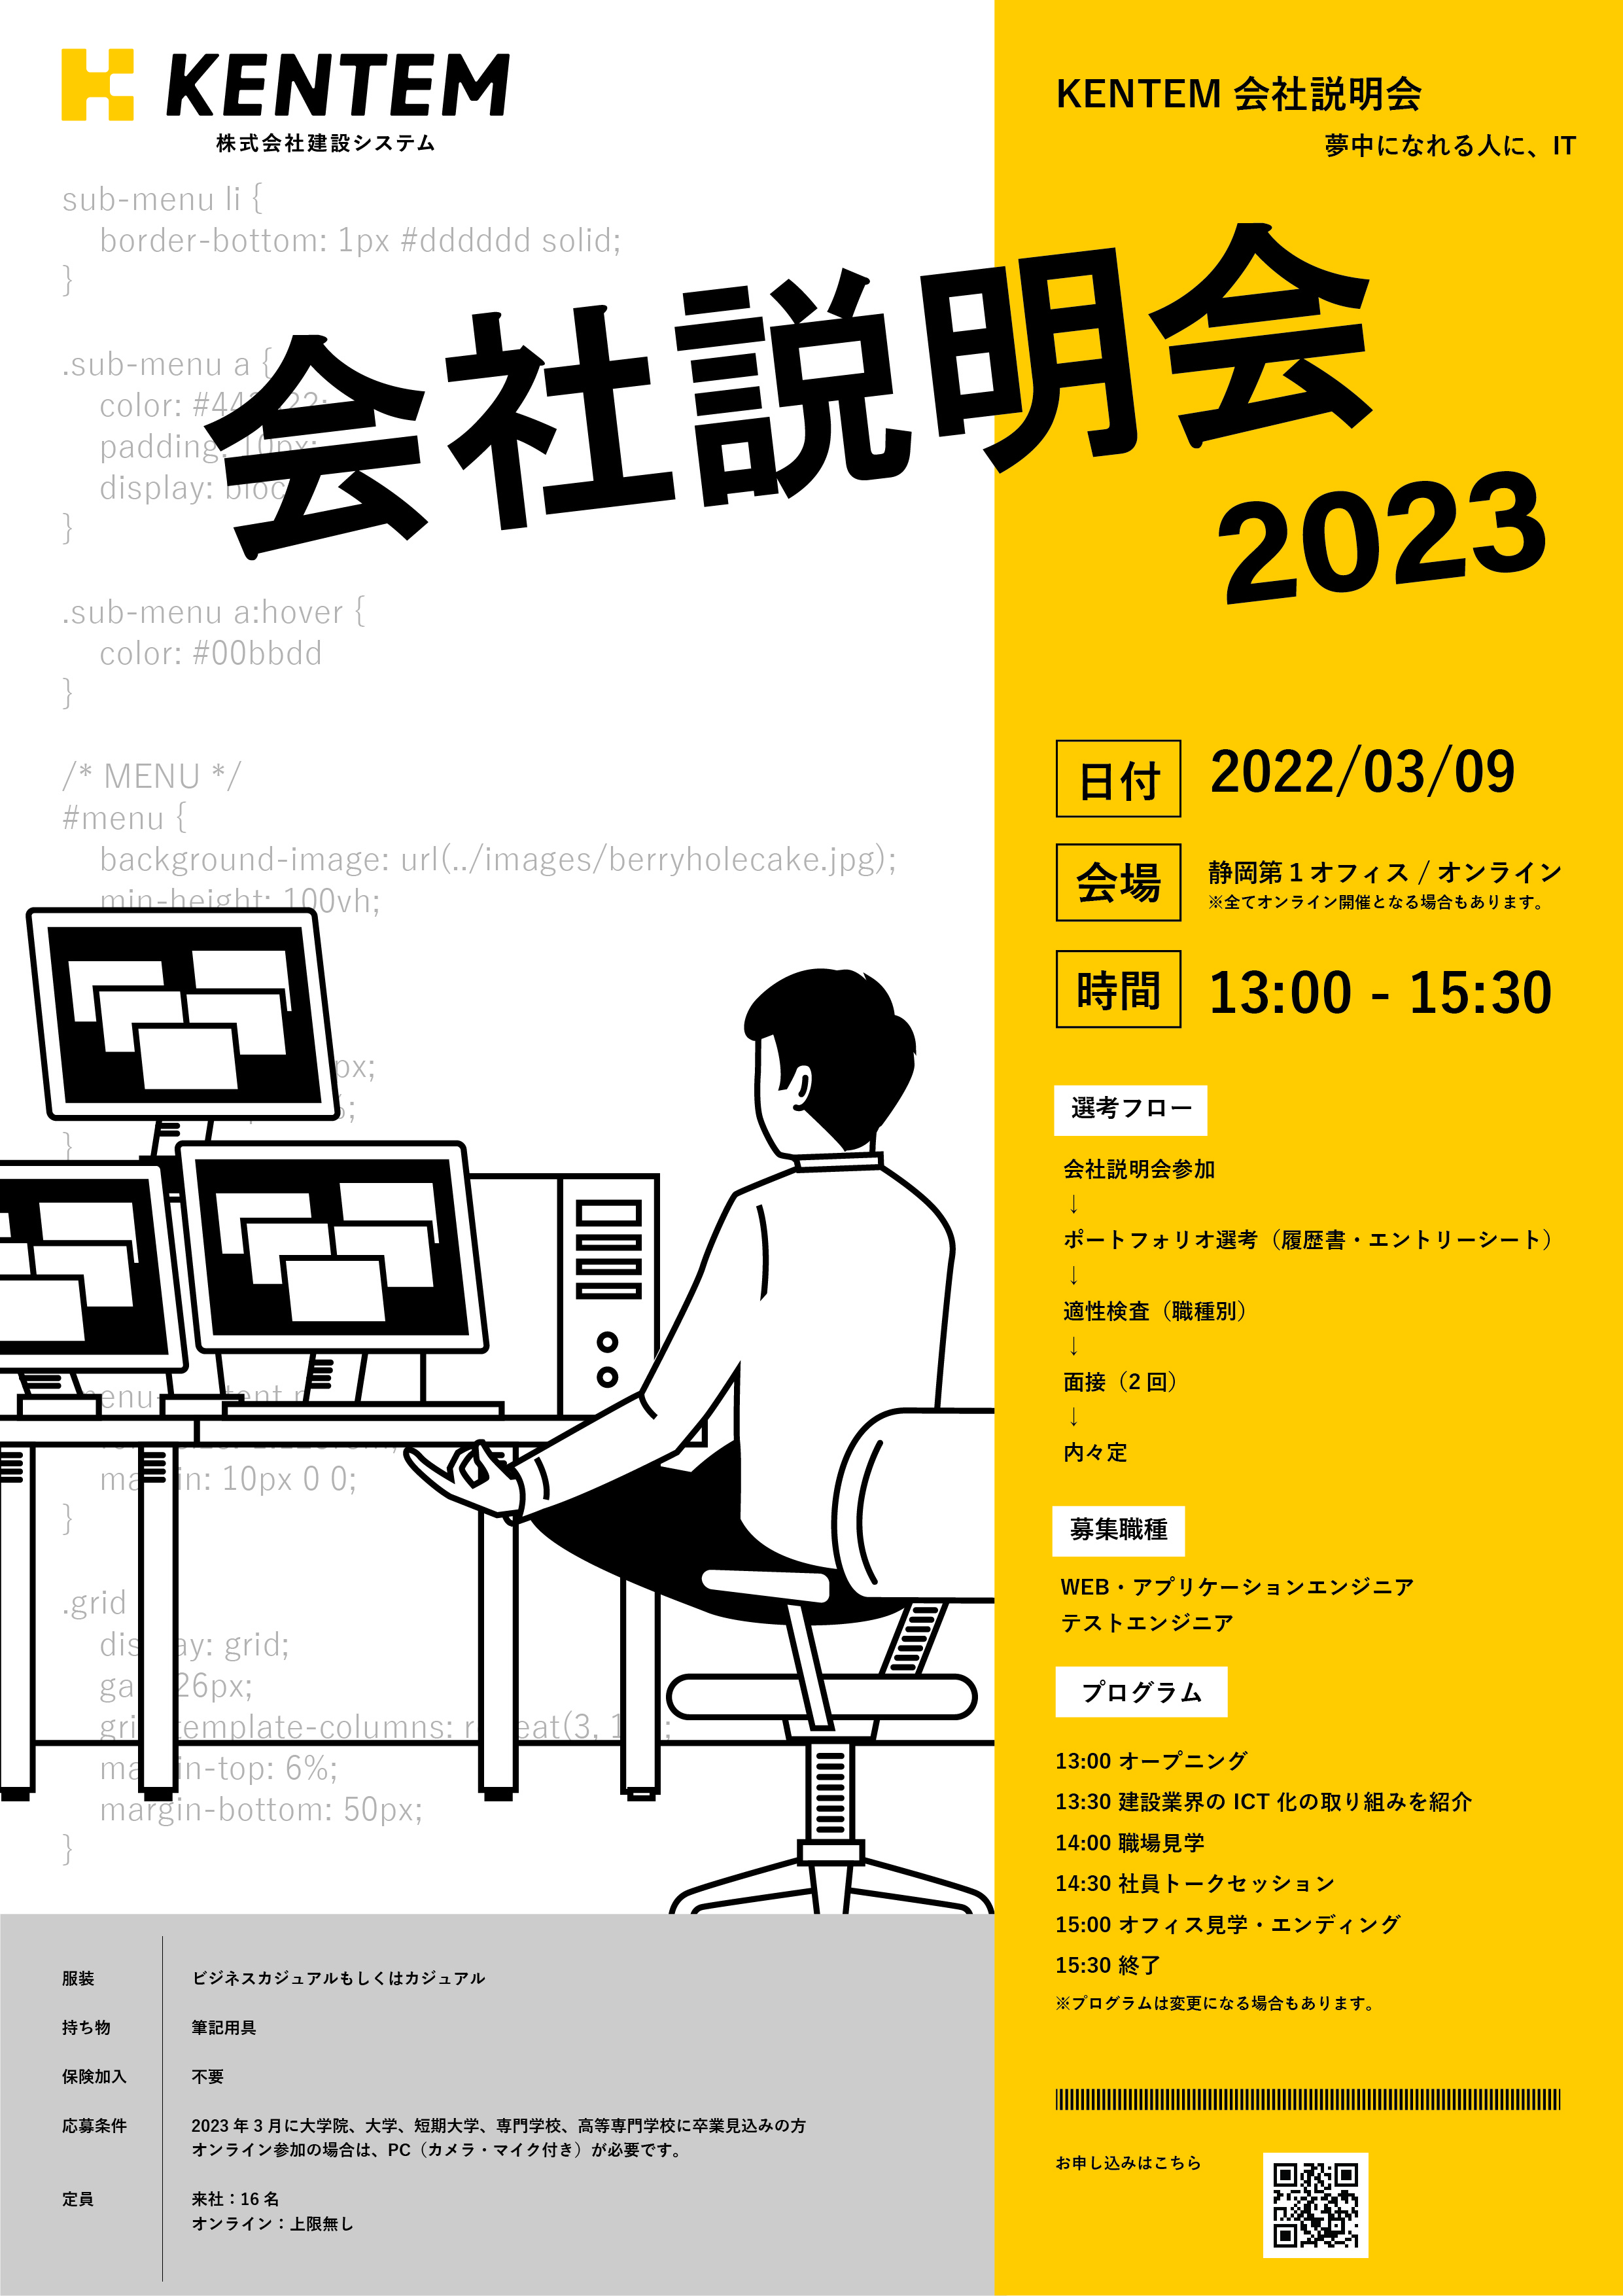 KENTEM
株式会社建設システム
sub-menu li {
border-bottom: 1px #dddddd solid;
}
.sub-menu a {
color:
padding: 10px;
display:
}
.sub-menu a:hover {
color: #00bbdd
}
/* MENU */
#menu {
background-image: url(../images/berryholecake.jpg);
min-height: 100vh;
px;
}
margin: 10px 0 0;
}
.grid
display: grid;
26px;
grid-template-columns:
margin-top: 6%;
margin-bottom: 50px;
}
KENTEM 会社説明会
夢中になれる人に、IT
会社説明会
2023
日付 2022/03/09
会場 静岡第1オフィス / オンライン
※全てオンライン開催となる場合もあります。
時間 13:00 - 15:30
選考フロー
会社説明会参加
↓
ポートフォリオ選考（履歴書・エントリーシート）
↓
適性検査（職種別）
↓
面接（2回）
↓
内々定
募集職種
WEB・アプリケーションエンジニア
テストエンジニア
プログラム
13:00 オープニング
13:30 建設業界の ICT 化の取り組みを紹介
14:00 職場見学
14:30 社員トークセッション
15:00 オフィス見学・エンディング
15:30 終了
※プログラムは変更になる場合もあります。
お申し込みはこちら
服装 ビジネスカジュアルもしくはカジュアル
持ち物 筆記用具
保険加入 不要
応募条件 2023年3月に大学院、大学、短期大学、専門学校、高等専門学校に卒業見込みの方
オンライン参加の場合は、PC（カメラ・マイク付き）が必要です。
定員 来社：16名
オンライン：上限無し